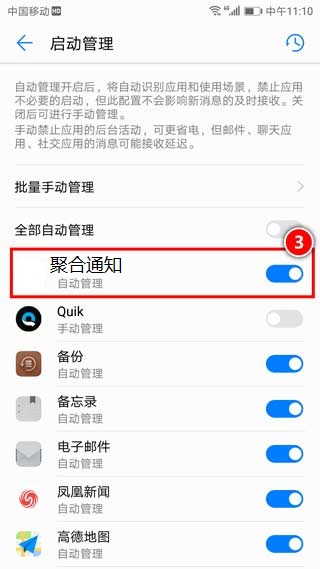 中国移动 HD 4G 中午11:10
启动管理
自动管理开启后，将自动识别应用和使用场景，禁止应用
不必要的启动，但此配置不会影响新消息的及时接收。关
闭后可进行手动管理。
手动禁止应用的后台活动，可更省电，但邮件、聊天应
用、社交应用的消息可能接收延迟。
批量手动管理
全部自动管理
3
聚合通知
自动管理
Quik
手动管理
备份
自动管理
备忘录
自动管理
电子邮件
自动管理
凤凰新闻
自动管理
高德地图
自动管理